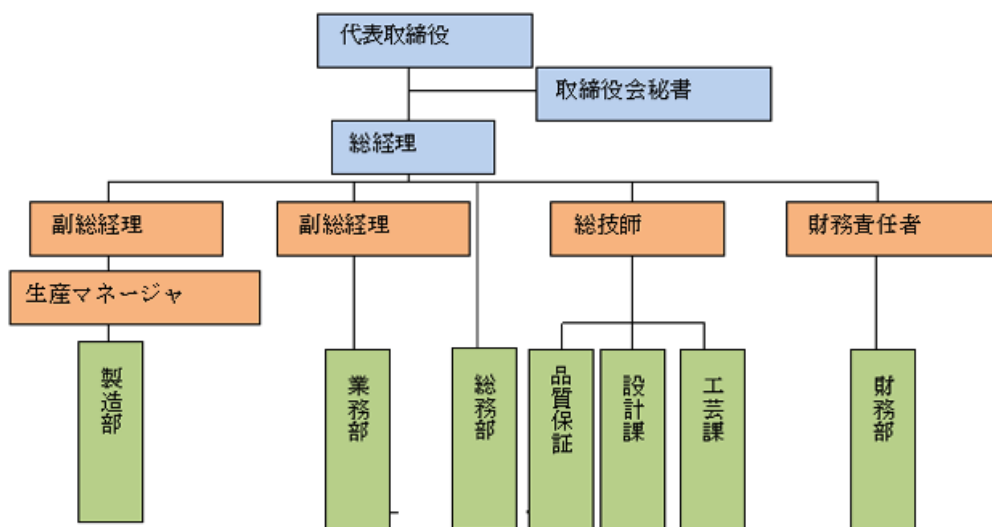 代表取締役
取締役会秘書
総経理
副総経理
副総経理
総技師
財務責任者
生産マネージャ
製造部
業務部
総務部
品質保証
設計課
工芸課
財務部